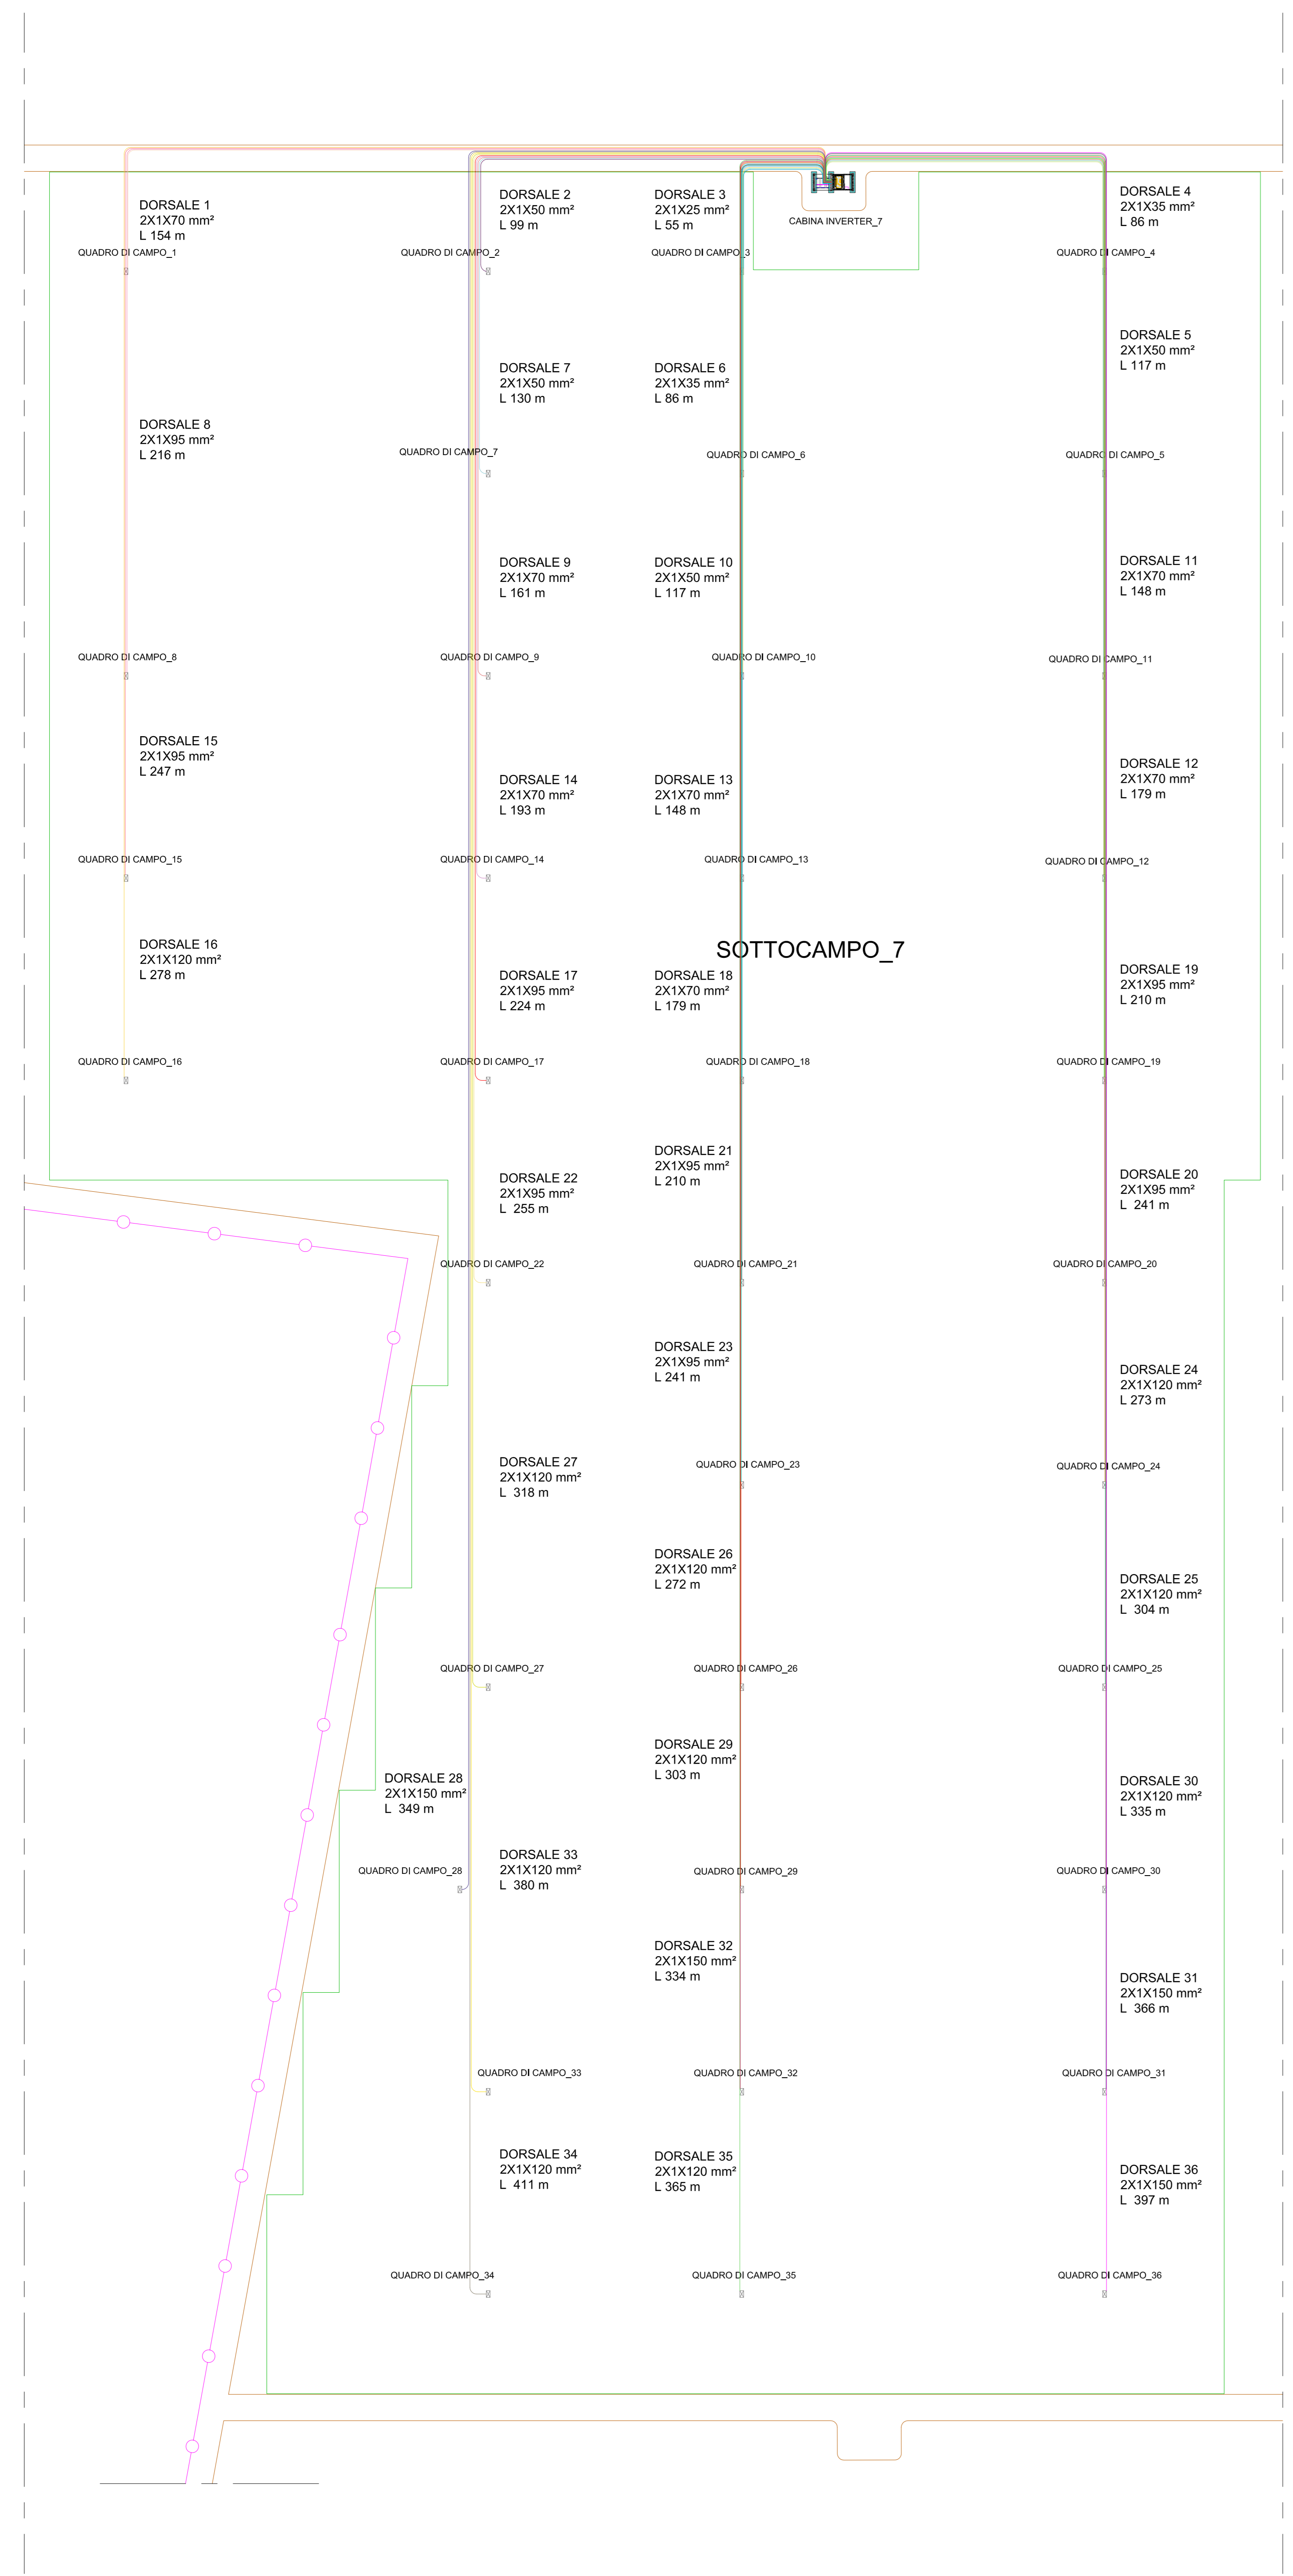 DORSALE 1
2X1X70 mm²
L 154 m
DORSALE 2
2X1X50 mm²
L 99 m
DORSALE 3
2X1X25 mm²
L 55 m
CABINA INVERTER_7
DORSALE 4
2X1X35 mm²
L 86 m
QUADRO DI CAMPO_1
QUADRO DI CAMPO_2
QUADRO DI CAMPO_3
QUADRO DI CAMPO_4
DORSALE 8
2X1X95 mm²
L 216 m
DORSALE 7
2X1X50 mm²
L 130 m
DORSALE 6
2X1X35 mm²
L 86 m
DORSALE 5
2X1X50 mm²
L 117 m
QUADRO DI CAMPO_7
QUADRO DI CAMPO_6
QUADRO DI CAMPO_5
DORSALE 9
2X1X70 mm²
L 161 m
DORSALE 10
2X1X50 mm²
L 117 m
DORSALE 11
2X1X70 mm²
L 148 m
QUADRO DI CAMPO_8
QUADRO DI CAMPO_9
QUADRO DI CAMPO_10
QUADRO DI CAMPO_11
DORSALE 15
2X1X95 mm²
L 247 m
DORSALE 14
2X1X70 mm²
L 193 m
DORSALE 13
2X1X70 mm²
L 148 m
DORSALE 12
2X1X70 mm²
L 179 m
QUADRO DI CAMPO_15
QUADRO DI CAMPO_14
QUADRO DI CAMPO_13
QUADRO DI CAMPO_12
SOTTOCAMPO_7
DORSALE 16
2X1X120 mm²
L 278 m
DORSALE 17
2X1X95 mm²
L 224 m
DORSALE 18
2X1X70 mm²
L 179 m
DORSALE 19
2X1X95 mm²
L 210 m
QUADRO DI CAMPO_16
QUADRO DI CAMPO_17
QUADRO DI CAMPO_18
QUADRO DI CAMPO_19
DORSALE 22
2X1X95 mm²
L 255 m
DORSALE 21
2X1X95 mm²
L 210 m
DORSALE 20
2X1X95 mm²
L 241 m
QUADRO DI CAMPO_22
QUADRO DI CAMPO_21
QUADRO DI CAMPO_20
DORSALE 23
2X1X95 mm²
L 241 m
DORSALE 24
2X1X120 mm²
L 273 m
DORSALE 27
2X1X120 mm²
L 318 m
QUADRO DI CAMPO_23
QUADRO DI CAMPO_24
DORSALE 26
2X1X120 mm²
L 272 m
DORSALE 25
2X1X120 mm²
L 304 m
QUADRO DI CAMPO_27
QUADRO DI CAMPO_26
QUADRO DI CAMPO_25
DORSALE 28
2X1X150 mm²
L 349 m
DORSALE 29
2X1X120 mm²
L 303 m
DORSALE 30
2X1X120 mm²
L 335 m
DORSALE 33
2X1X120 mm²
L 380 m
QUADRO DI CAMPO_28
QUADRO DI CAMPO_29
QUADRO DI CAMPO_30
DORSALE 32
2X1X150 mm²
L 334 m
DORSALE 31
2X1X150 mm²
L 366 m
QUADRO DI CAMPO_33
QUADRO DI CAMPO_32
QUADRO DI CAMPO_31
DORSALE 34
2X1X120 mm²
L 411 m
DORSALE 35
2X1X120 mm²
L 365 m
DORSALE 36
2X1X150 mm²
L 397 m
QUADRO DI CAMPO_34
QUADRO DI CAMPO_35
QUADRO DI CAMPO_36